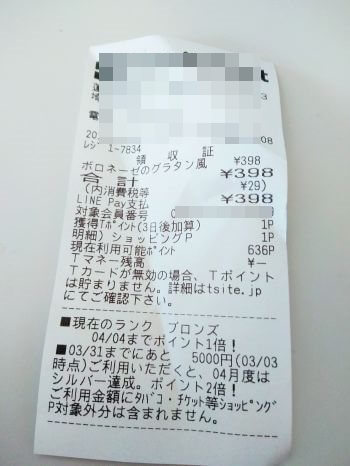 領 収 証
レジ 1-7834
ボロネーゼのグラタン風 ¥398
合 計 ¥398
(内消費税等 ¥29)
LINE Pay支払 ¥398
対象会員番号 0
獲得Tポイント(3日後加算) 1P
明細) ショッピングP 1P
現在利用可能ポイント 636P
Tマネー残高 ¥-
Tカードが無効の場合、Tポイント
は貯まりません。詳細はtsite.jp
にてご確認下さい。
■現在のランク ブロンズ
04/04までポイント1倍!
■03/31までにあと 5000円(03/03
時点)ご利用いただくと、04月度は
シルバー達成。ポイント2倍!
ご利用金額にタバコ・チケット等ショッピング
P対象外分は含まれません。